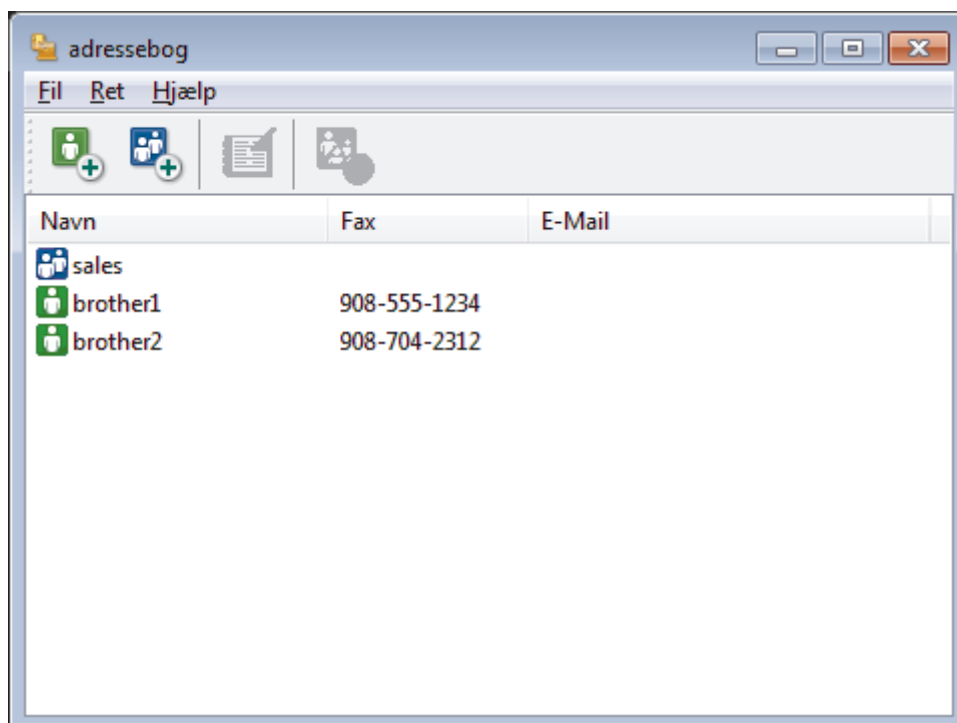 adressebog
Fil Ret Hjælp
Navn Fax E-Mail
sales
brother1 908-555-1234
brother2 908-704-2312